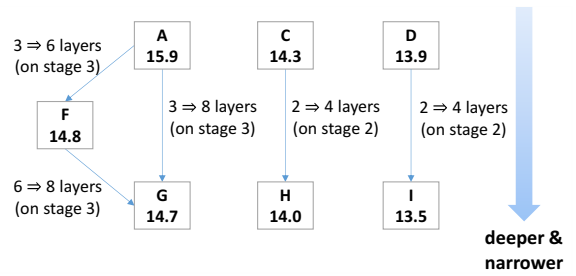 A
15.9
C
14.3
D
13.9
3 ⇒ 6 layers
(on stage 3)
F
14.8
3 ⇒ 8 layers
(on stage 3)
2 ⇒ 4 layers
(on stage 2)
2 ⇒ 4 layers
(on stage 2)
6 ⇒ 8 layers
(on stage 3)
G
14.7
H
14.0
I
13.5
deeper &
narrower